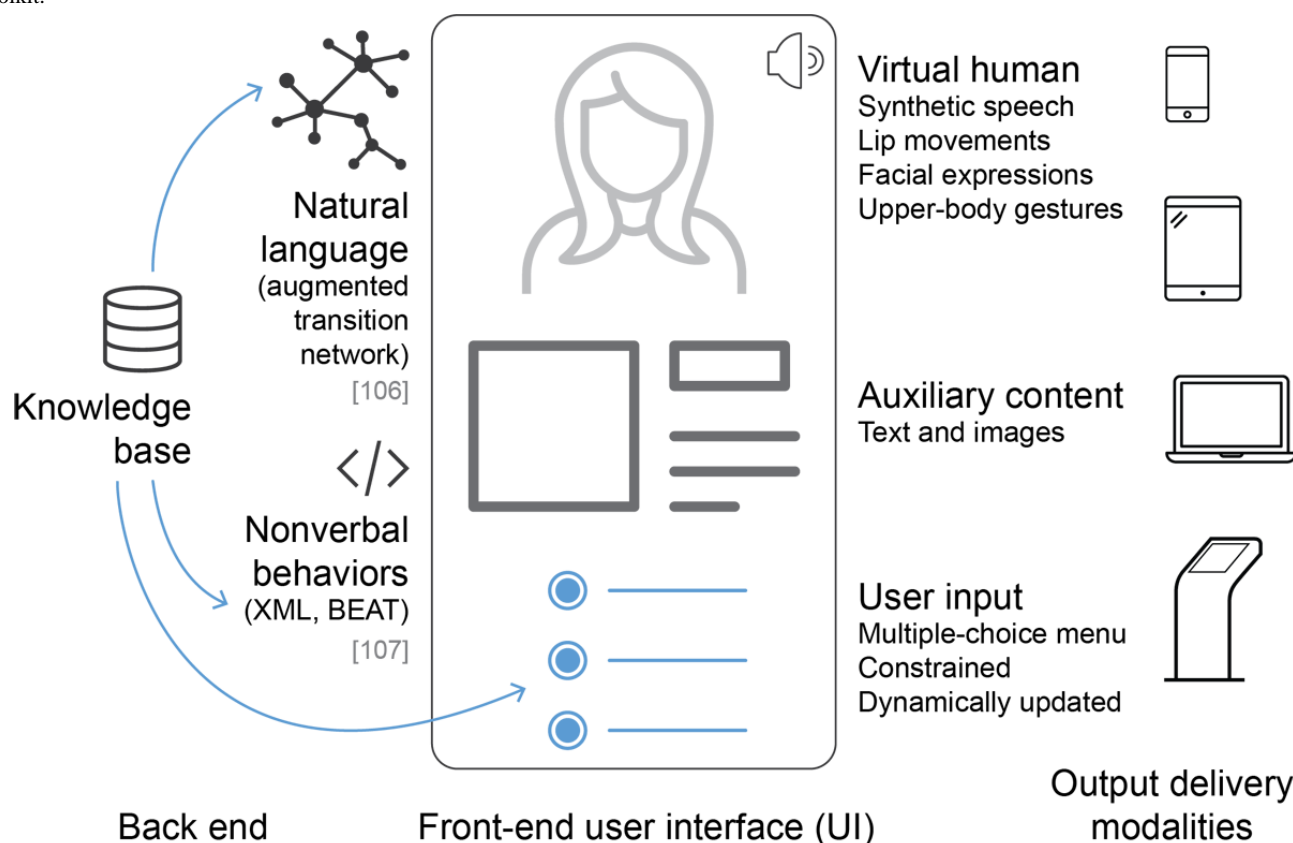 Natural
language
(augmented
transition
network)
[106]
Knowledge
base
</>
Nonverbal
behaviors
(XML, BEAT)
[107]
Virtual human
Synthetic speech
Lip movements
Facial expressions
Upper-body gestures
Auxiliary content
Text and images
User input
Multiple-choice menu
Constrained
Dynamically updated
Back end
Front-end user interface (UI)
Output delivery
modalities